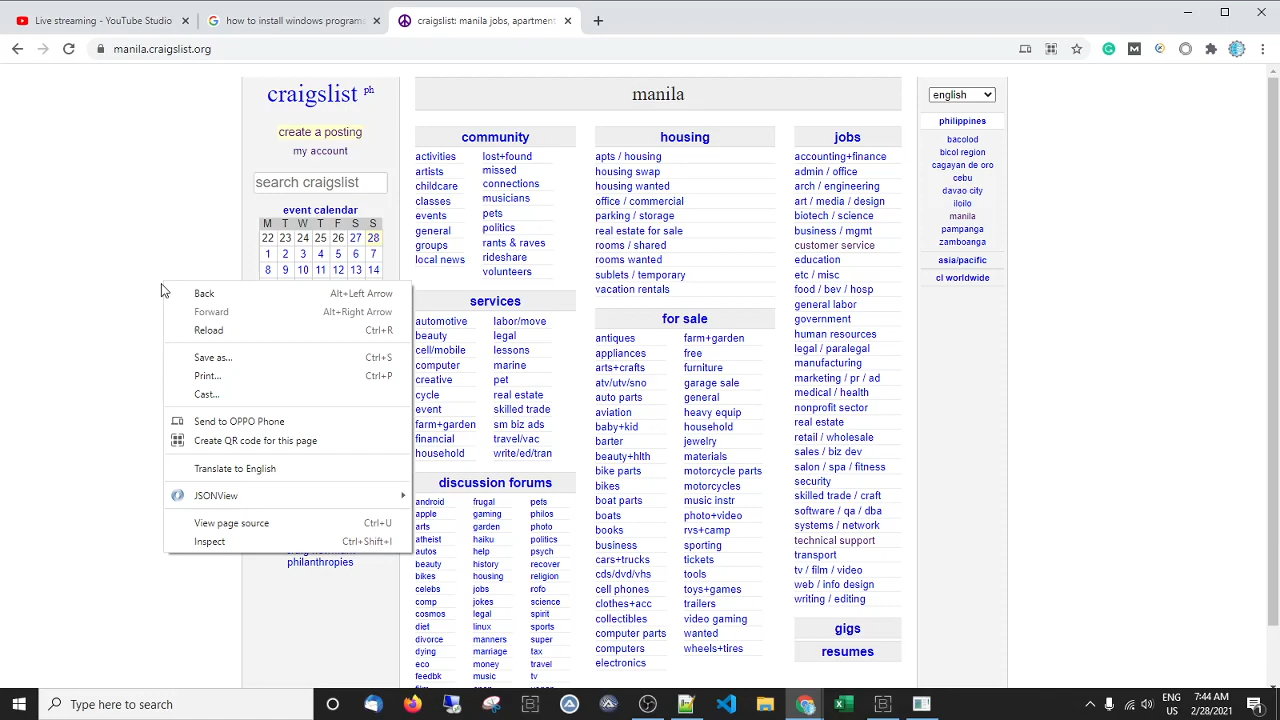 Live streaming - YouTube Studio
how to install windows programs
craigslist: manila jobs, apartment
manila.craigslist.org
craigslist ph
create a posting
my account
search craigslist
event calendar
M T W T F S S
22 23 24 25 26 27 28
1 2 3 4 5 6 7
8 9 10 11 12 13 14
Back Alt+Left Arrow
Forward Alt+Right Arrow
Reload Ctrl+R
Save as... Ctrl+S
Print... Ctrl+P
Cast...
Send to OPPO Phone
Create QR code for this page
Translate to English
JSONView
View page source Ctrl+U
Inspect Ctrl+Shift+I
philanthropies
manila
community
activities
artists
childcare
classes
events
general
groups
local news
lost+found
missed
connections
musicians
pets
politics
rants & raves
rideshare
volunteers
services
automotive
beauty
cell/mobile
computer
creative
cycle
event
farm+garden
financial
household
labor/move
legal
lessons
marine
pet
real estate
skilled trade
sm biz ads
travel/vac
write/ed/tran
discussion forums
android
apple
arts
atheist
autos
beauty
bikes
celebs
comp
cosmos
diet
divorce
dying
eco
feedbk
film
frugal
gaming
garden
haiku
help
history
housing
jobs
jokes
legal
linux
manners
marriage
money
music
open
pets
philos
photo
politics
psych
recover
religion
rofo
science
spirit
sports
super
tax
travel
tv
vegan
housing
apts / housing
housing swap
housing wanted
office / commercial
parking / storage
real estate for sale
rooms / shared
rooms wanted
sublets / temporary
vacation rentals
for sale
antiques
appliances
arts+crafts
atv/utv/sno
auto parts
aviation
baby+kid
barter
beauty+hlth
bike parts
bikes
boat parts
boats
books
business
cars+trucks
cds/dvd/vhs
cell phones
clothes+acc
collectibles
computer parts
computers
electronics
farm+garden
free
furniture
garage sale
general
heavy equip
household
jewelry
materials
motorcycle parts
motorcycles
music instr
photo+video
rvs+camp
sporting
tickets
tools
toys+games
trailers
video gaming
wanted
wheels+tires
jobs
accounting+finance
admin / office
arch / engineering
art / media / design
biotech / science
business / mgmt
customer service
education
etc / misc
food / bev / hosp
general labor
government
human resources
legal / paralegal
manufacturing
marketing / pr / ad
medical / health
nonprofit sector
real estate
retail / wholesale
sales / biz dev
salon / spa / fitness
security
skilled trade / craft
software / qa / dba
systems / network
technical support
transport
tv / film / video
web / info design
writing / editing
gigs
resumes
english
philippines
bacolod
bicol region
cagayan de oro
cebu
davao city
iloilo
manila
pampanga
zamboanga
asia/pacific
cl worldwide
Type here to search
ENG
US
7:44 AM
2/28/2021